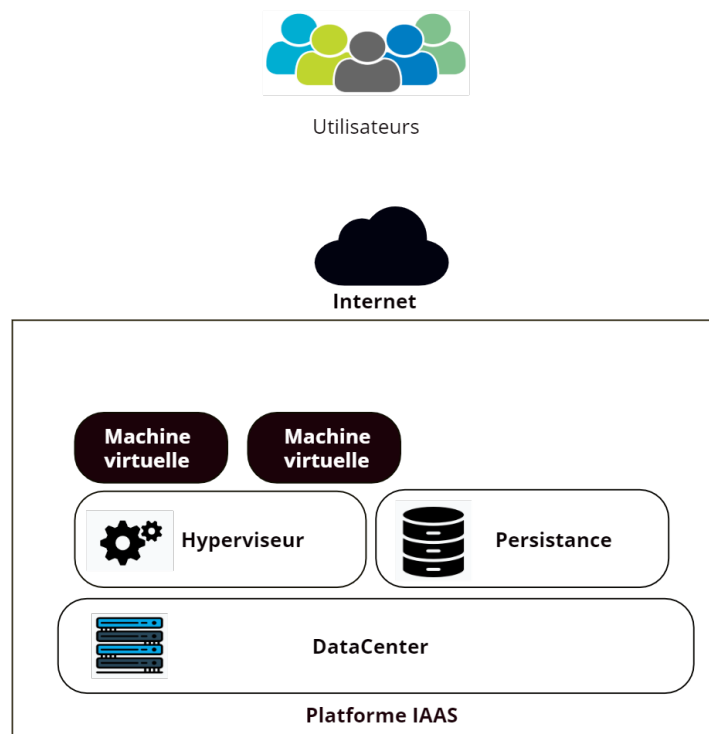 Utilisateurs
Internet
Machine
virtuelle
Machine
virtuelle
Hyperviseur
Persistance
DataCenter
Platforme IAAS